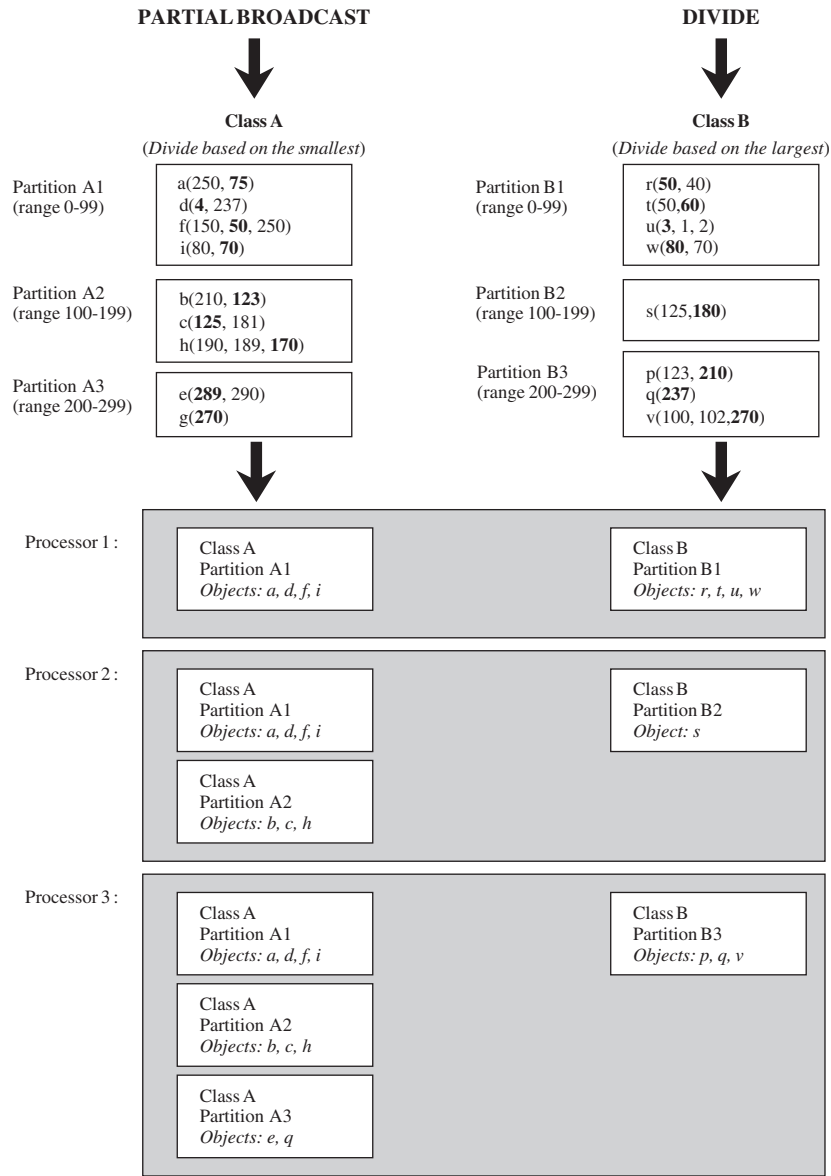 PARTIAL BROADCAST
DIVIDE
Class A
(Divide based on the smallest)
Class B
(Divide based on the largest)
Partition A1
(range 0-99)
a(250, 75)
d(4, 237)
f(150, 50, 250)
i(80, 70)
Partition B1
(range 0-99)
r(50, 40)
t(50,60)
u(3, 1, 2)
w(80, 70)
Partition A2
(range 100-199)
b(210, 123)
c(125, 181)
h(190, 189, 170)
Partition B2
(range 100-199)
s(125,180)
Partition A3
(range 200-299)
e(289, 290)
g(270)
Partition B3
(range 200-299)
p(123, 210)
q(237)
v(100, 102,270)
Processor 1 :
Class A
Partition A1
Objects: a, d, f, i
Class B
Partition B1
Objects: r, t, u, w
Processor 2 :
Class A
Partition A1
Objects: a, d, f, i
Class B
Partition B2
Object: s
Class A
Partition A2
Objects: b, c, h
Processor 3 :
Class A
Partition A1
Objects: a, d, f, i
Class B
Partition B3
Objects: p, q, v
Class A
Partition A2
Objects: b, c, h
Class A
Partition A3
Objects: e, q